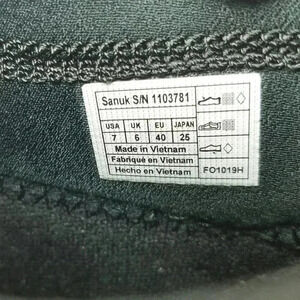 Sanuk S/N 1103781
USA UK EU JAPAN
7 6 40 25
Made in Vietnam
Fabriqué en Vietnam
Hecho en Vietnam
FO1019H